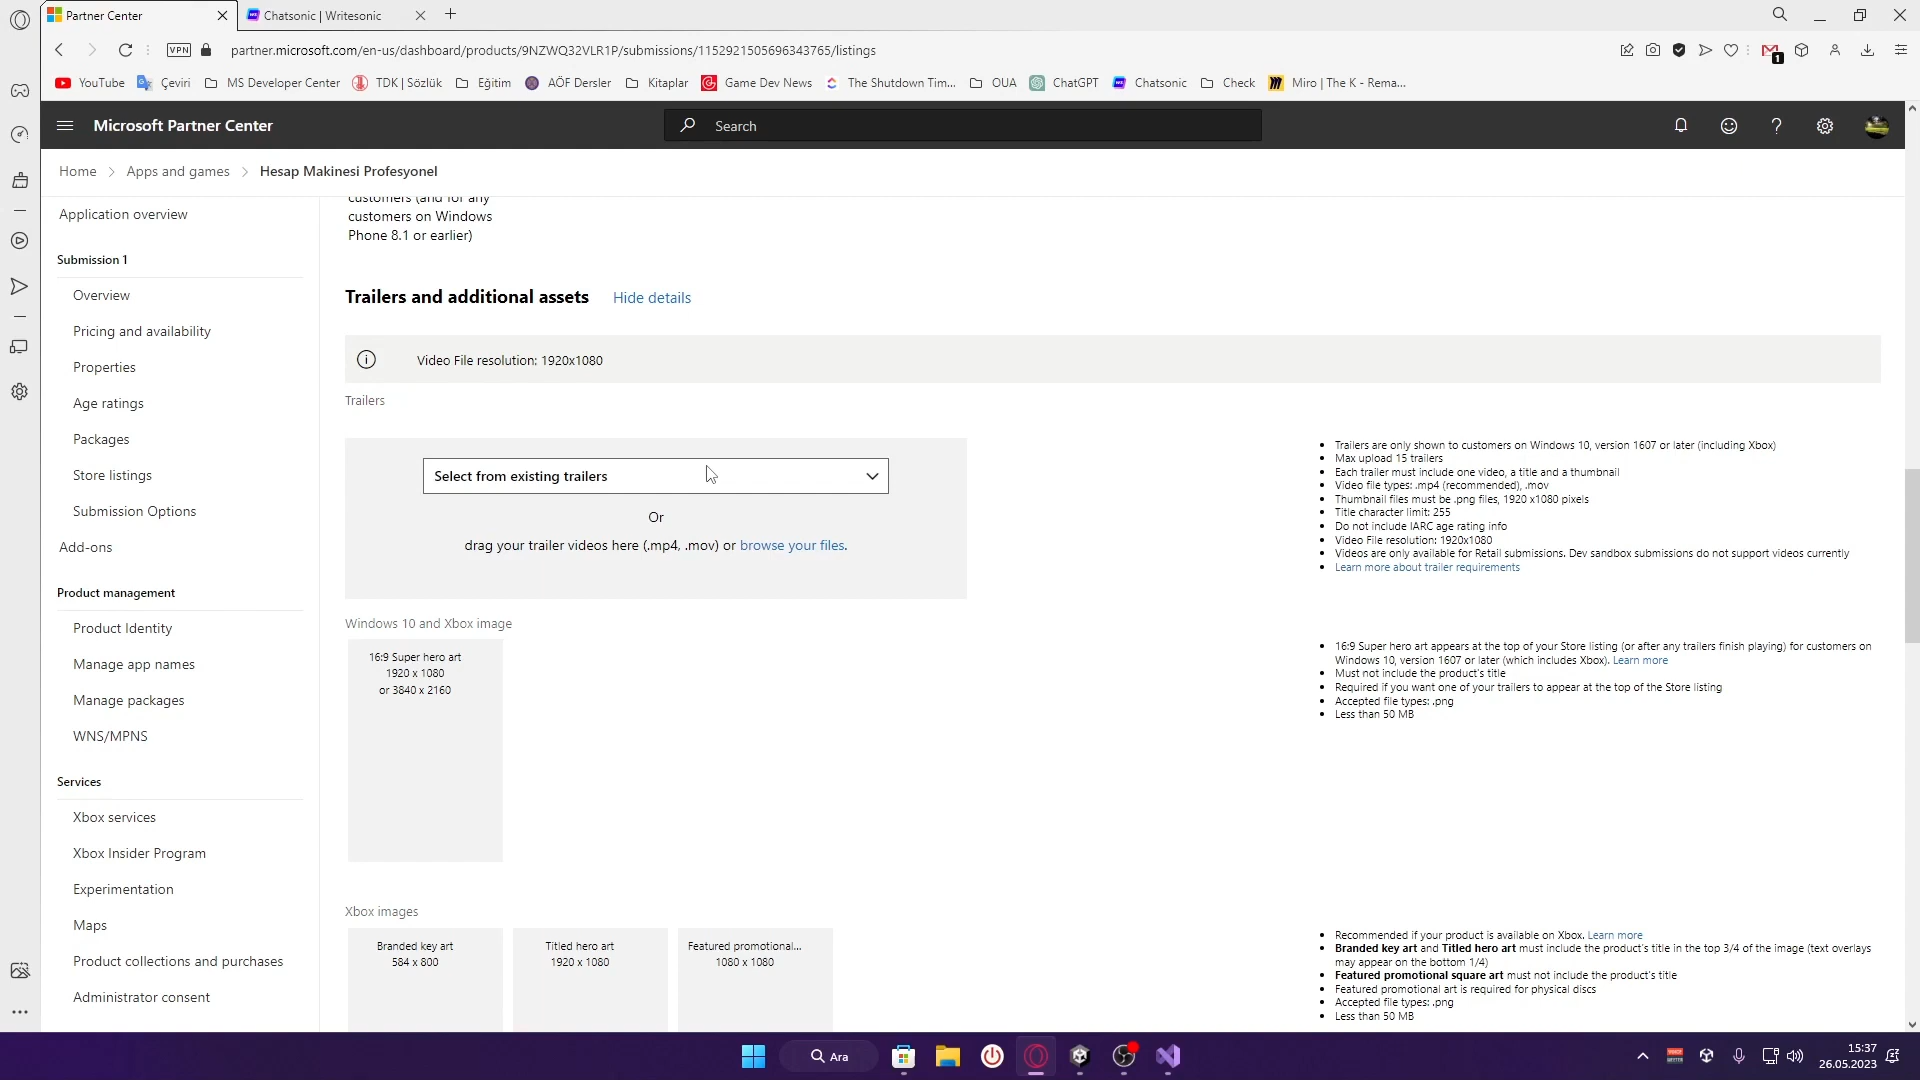 Partner Center
Chatsonic | Writesonic
VPN
partner.microsoft.com/en-us/dashboard/products/9NZWQ32VLR1P/submissions/1152921505696343765/listings
1
YouTube
Çeviri
MS Developer Center
TDK | Sözlük
Eğitim
AÖF Dersler
Kitaplar
Game Dev News
The Shutdown Tim...
OUA
ChatGPT
Chatsonic
Check
Miro | The K - Rema...
Microsoft Partner Center
Search
Home
Apps and games
Hesap Makinesi Profesyonel
Application overview
Submission 1
Overview
Pricing and availability
Properties
Age ratings
Packages
Store listings
Submission Options
Add-ons
Product management
Product Identity
Manage app names
Manage packages
WNS/MPNS
Services
Xbox services
Xbox Insider Program
Experimentation
Maps
Product collections and purchases
Administrator consent
customers (and for any
customers on Windows
Phone 8.1 or earlier)
Trailers and additional assets
Hide details
Video File resolution: 1920x1080
Trailers
Select from existing trailers
Or
drag your trailer videos here (.mp4, .mov) or browse your files.
Trailers are only shown to customers on Windows 10, version 1607 or later (including Xbox)
Max upload 15 trailers
Each trailer must include one video, a title and a thumbnail
Video file types: .mp4 (recommended), .mov
Thumbnail files must be .png files, 1920 x1080 pixels
Title character limit: 255
Do not include IARC age rating info
Video File resolution: 1920x1080
Videos are only available for Retail submissions. Dev sandbox submissions do not support videos currently
Learn more about trailer requirements
Windows 10 and Xbox image
16:9 Super hero art
1920 x 1080
or 3840 x 2160
16:9 Super hero art appears at the top of your Store listing (or after any trailers finish playing) for customers on
Windows 10, version 1607 or later (which includes Xbox). Learn more
Must not include the product's title
Required if you want one of your trailers to appear at the top of the Store listing
Accepted file types: .png
Less than 50 MB
Xbox images
Branded key art
584 x 800
Titled hero art
1920 x 1080
Featured promotional...
1080 x 1080
Recommended if your product is available on Xbox. Learn more
Branded key art and Titled hero art must include the product's title in the top 3/4 of the image (text overlays
may appear on the bottom 1/4)
Featured promotional square art must not include the product's title
Featured promotional art is required for physical discs
Accepted file types: .png
Less than 50 MB
Ara
15:37
26.05.2023